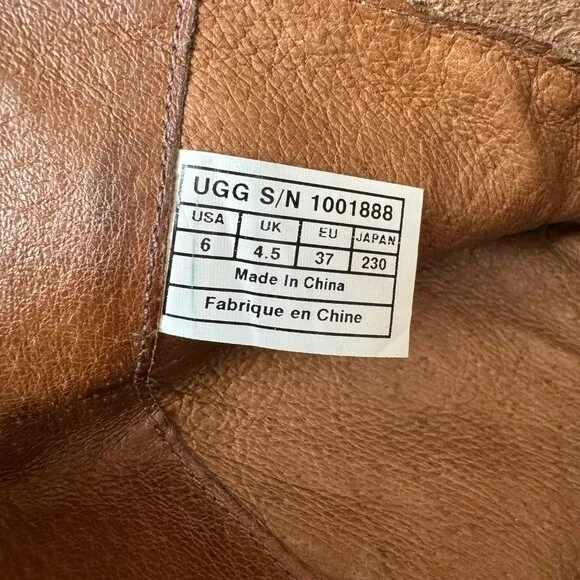 UGG S/N 1001888
USA UK EU JAPAN
6 4.5 37 230
Made In China
Fabrique en Chine